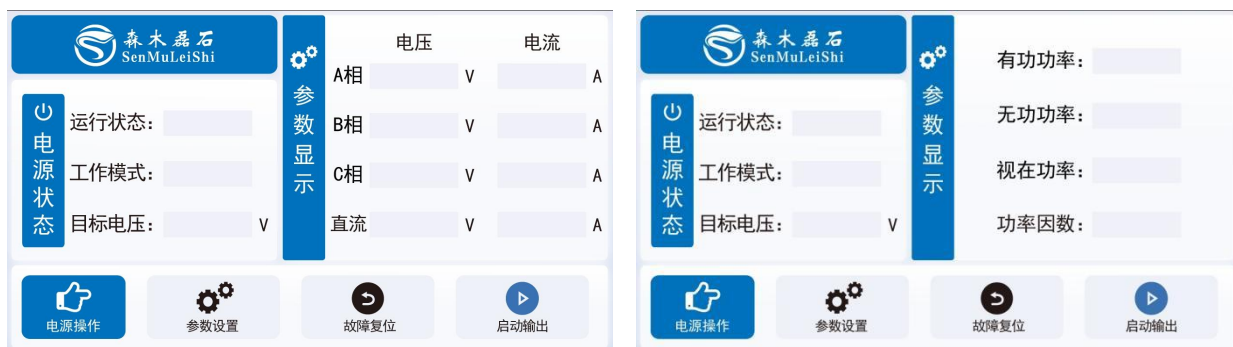 森木磊石
SenMuLeiShi
电源状态
运行状态：
工作模式：
目标电压： V
参数显示
电压 电流
A相 V A
B相 V A
C相 V A
直流 V A
电源操作
参数设置
故障复位
启动输出
森木磊石
SenMuLeiShi
电源状态
运行状态：
工作模式：
目标电压： V
参数显示
有功功率：
无功功率：
视在功率：
功率因数：
电源操作
参数设置
故障复位
启动输出